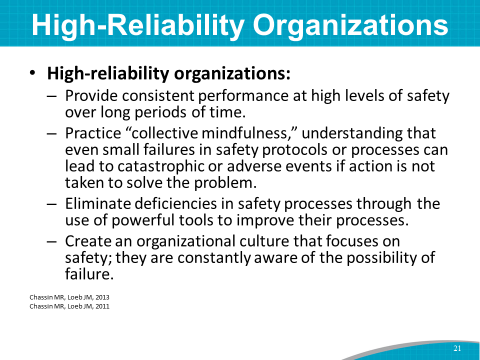 High-Reliability Organizations
• High-reliability organizations:
– Provide consistent performance at high levels of safety
over long periods of time.
– Practice “collective mindfulness,” understanding that
even small failures in safety protocols or processes can
lead to catastrophic or adverse events if action is not
taken to solve the problem.
– Eliminate deficiencies in safety processes through the
use of powerful tools to improve their processes.
– Create an organizational culture that focuses on
safety; they are constantly aware of the possibility of
failure.
Chassin MR, Loeb JM, 2013
Chassin MR, Loeb JM, 2011
21